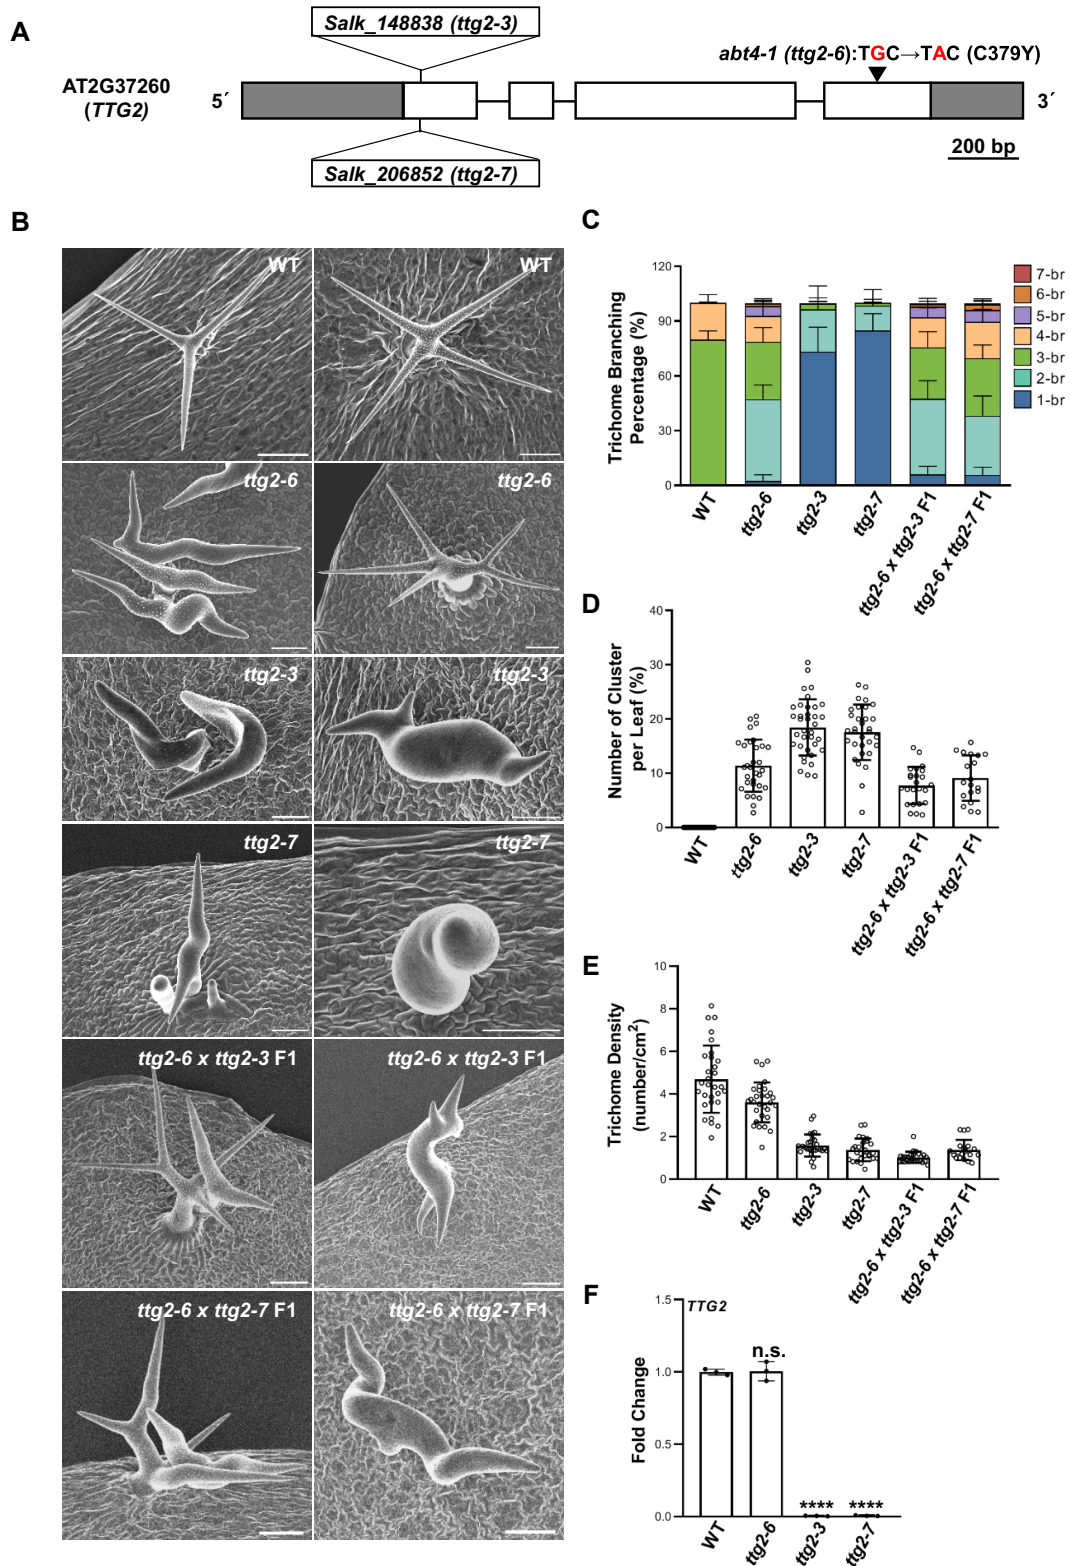 A
Salk_148838 (ttg2-3)
abt4-1 (ttg2-6):TGC→TAC (C379Y)
AT2G37260
(TTG2)
5´
3´
200 bp
Salk_206852 (ttg2-7)
B
WT
WT
ttg2-6
ttg2-6
ttg2-3
ttg2-3
ttg2-7
ttg2-7
ttg2-6 x ttg2-3 F1
ttg2-6 x ttg2-3 F1
ttg2-6 x ttg2-7 F1
ttg2-6 x ttg2-7 F1
C
Trichome Branching
Percentage (%)
120
90
60
30
0
7-br
6-br
5-br
4-br
3-br
2-br
1-br
WT
ttg2-6
ttg2-3
ttg2-7
ttg2-6 x ttg2-3 F1
ttg2-6 x ttg2-7 F1
D
Number of Cluster
per Leaf (%)
40
30
20
10
0
WT
ttg2-6
ttg2-3
ttg2-7
ttg2-6 x ttg2-3 F1
ttg2-6 x ttg2-7 F1
E
Trichome Density
(number/cm²)
10
8
6
4
2
0
WT
ttg2-6
ttg2-3
ttg2-7
ttg2-6 x ttg2-3 F1
ttg2-6 x ttg2-7 F1
F
TTG2
Fold Change
1.5
1.0
0.5
0.0
n.s.
****
****
WT
ttg2-6
ttg2-3
ttg2-7